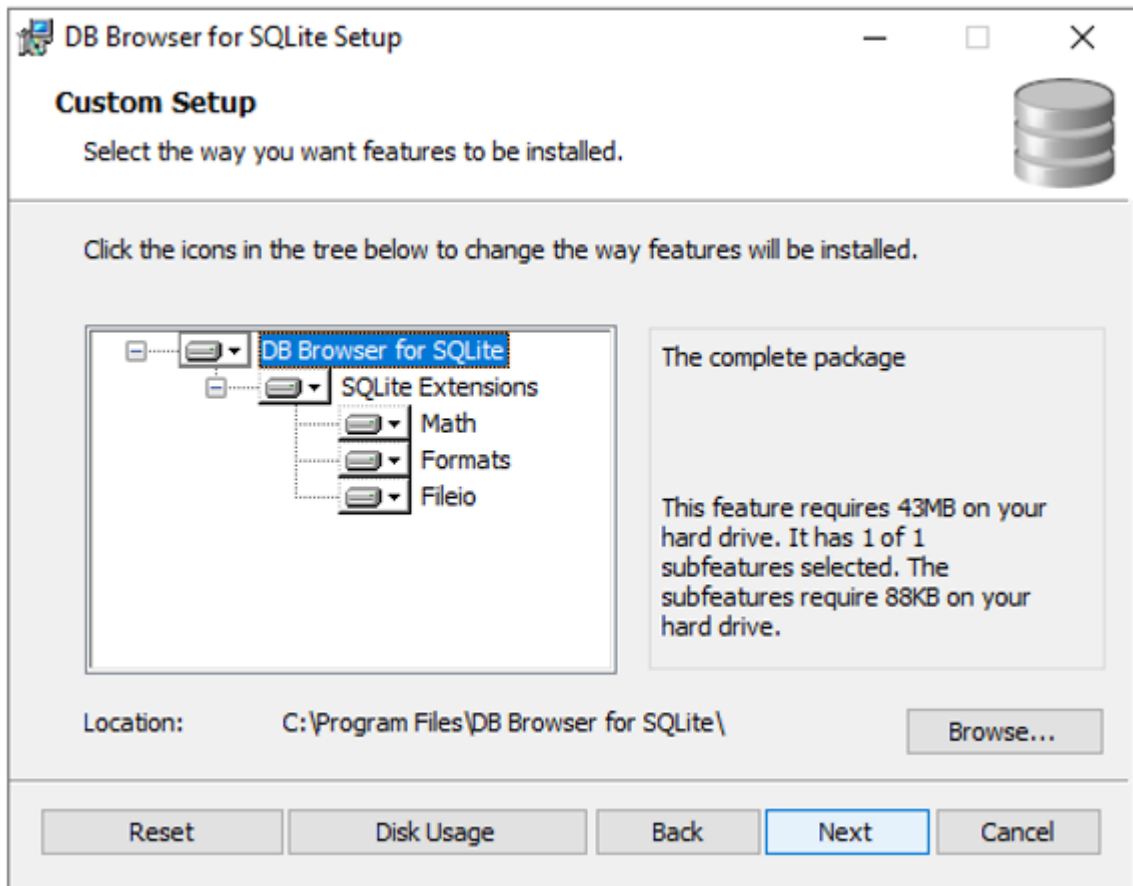 DB Browser for SQLite Setup
Custom Setup
Select the way you want features to be installed.
Click the icons in the tree below to change the way features will be installed.
DB Browser for SQLite
SQLite Extensions
Math
Formats
Fileio
The complete package
This feature requires 43MB on your
hard drive. It has 1 of 1
subfeatures selected. The
subfeatures require 88KB on your
hard drive.
Location: C:\Program Files\DB Browser for SQLite\
Browse...
Reset Disk Usage Back Next Cancel